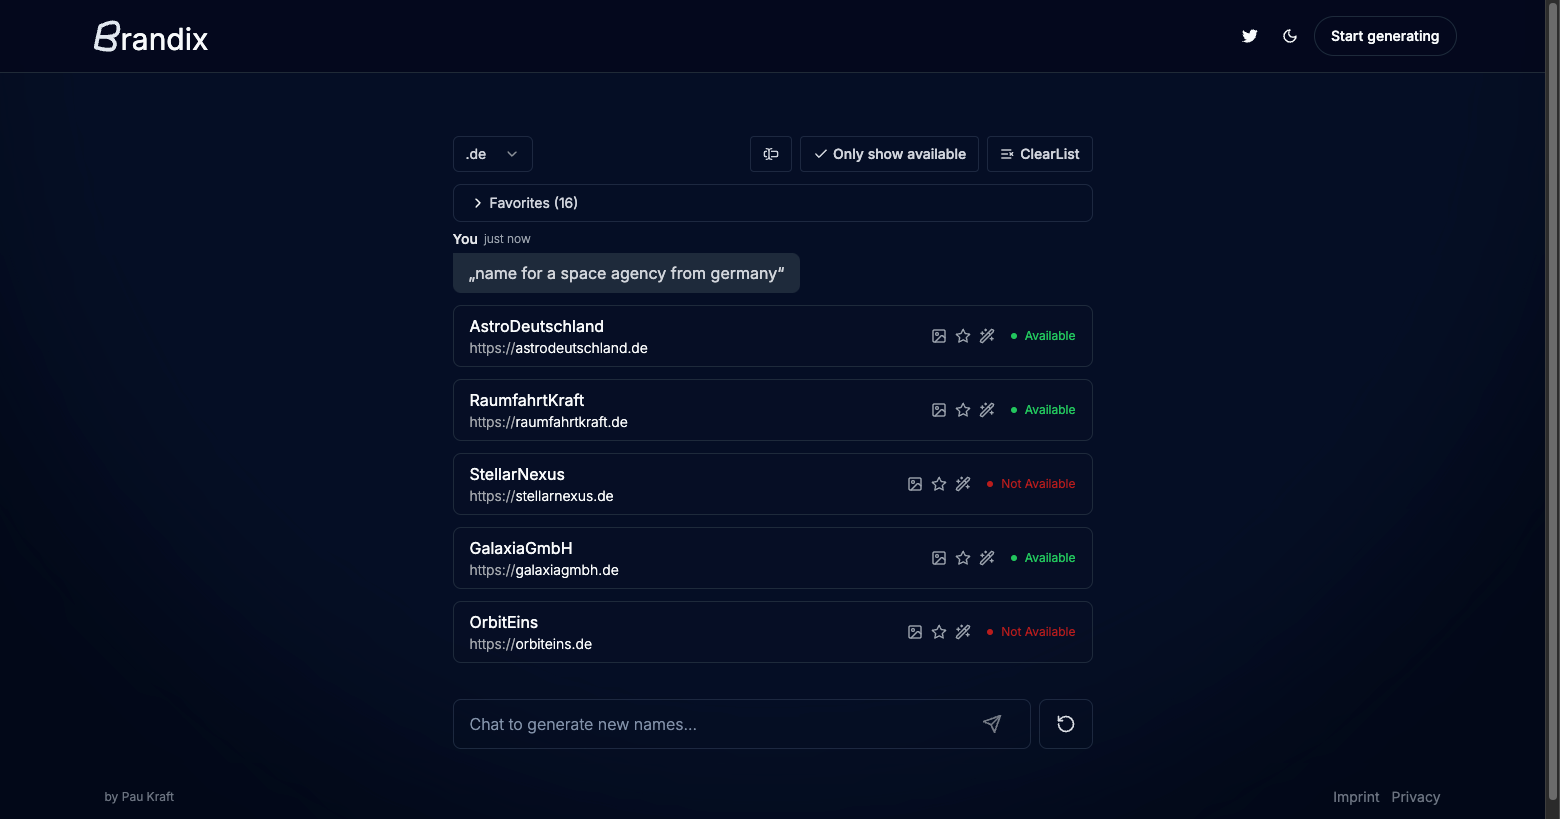 Brandix
Start generating
.de
Only show available
ClearList
Favorites (16)
You just now
„name for a space agency from germany“
AstroDeutschland
https://astrodeutschland.de
Available
RaumfahrtKraft
https://raumfahrtkraft.de
Available
StellarNexus
https://stellarnexus.de
Not Available
GalaxiaGmbH
https://galaxiagmbh.de
Available
OrbitEins
https://orbiteins.de
Not Available
Chat to generate new names...
by Pau Kraft
Imprint Privacy